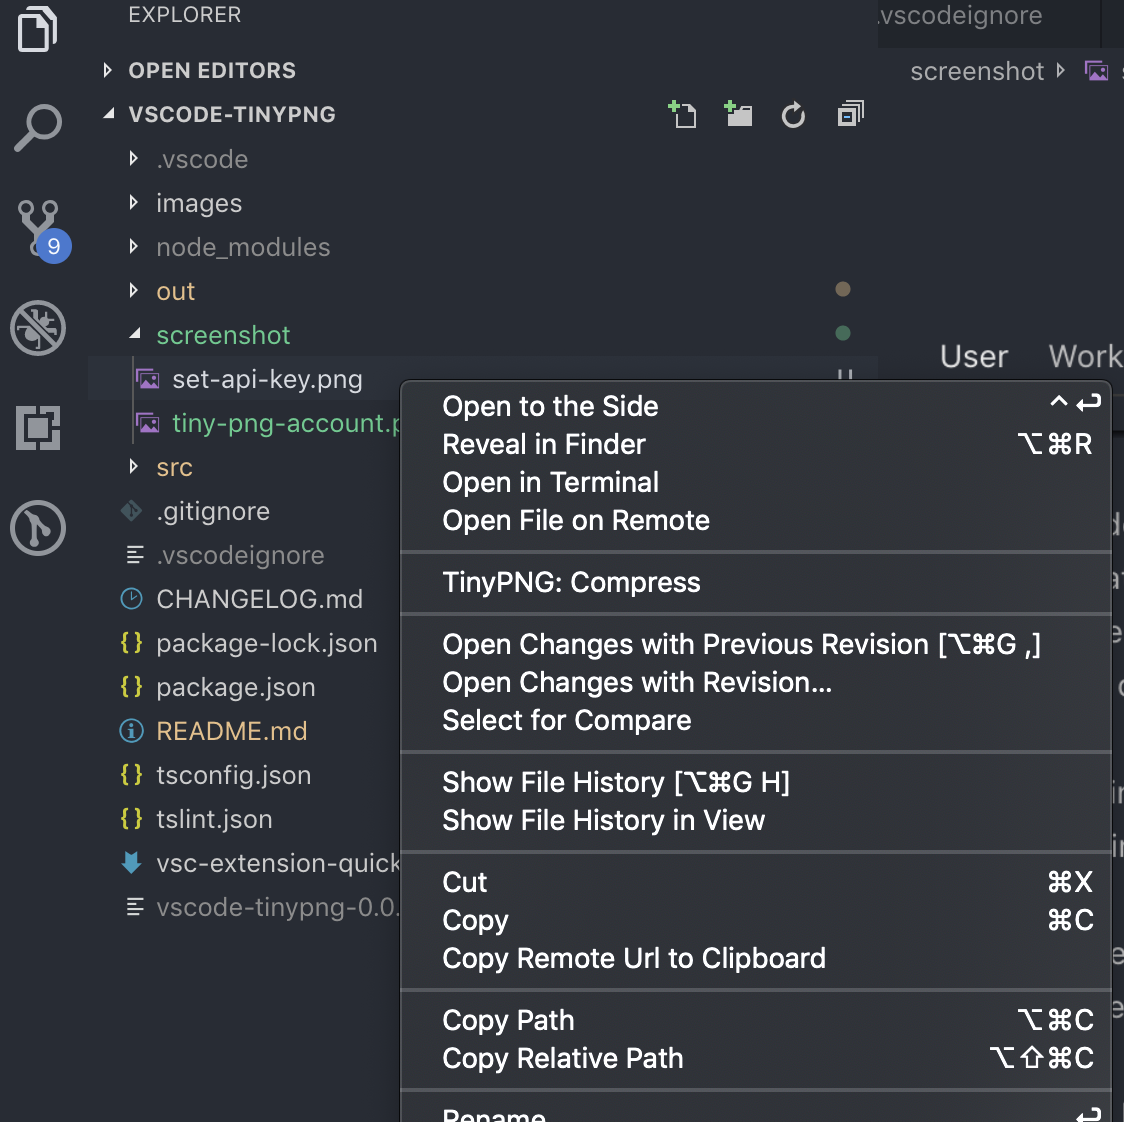 EXPLORER
.vscodeignore
OPEN EDITORS
screenshot
VSCODE-TINYPNG
.vscode
images
node_modules
9
out
screenshot
User Work
set-api-key.png
U
tiny-png-account.p
src
.gitignore
.vscodeignore
CHANGELOG.md
package-lock.json
package.json
README.md
tsconfig.json
tslint.json
vsc-extension-quick
vscode-tinypng-0.0.
Open to the Side ^↩
Reveal in Finder ⌥⌘R
Open in Terminal
Open File on Remote
TinyPNG: Compress
Open Changes with Previous Revision [⌥⌘G ,]
Open Changes with Revision...
Select for Compare
Show File History [⌥⌘G H]
Show File History in View
Cut ⌘X
Copy ⌘C
Copy Remote Url to Clipboard
Copy Path ⌥⌘C
Copy Relative Path ⌥⇧⌘C
Rename ↩